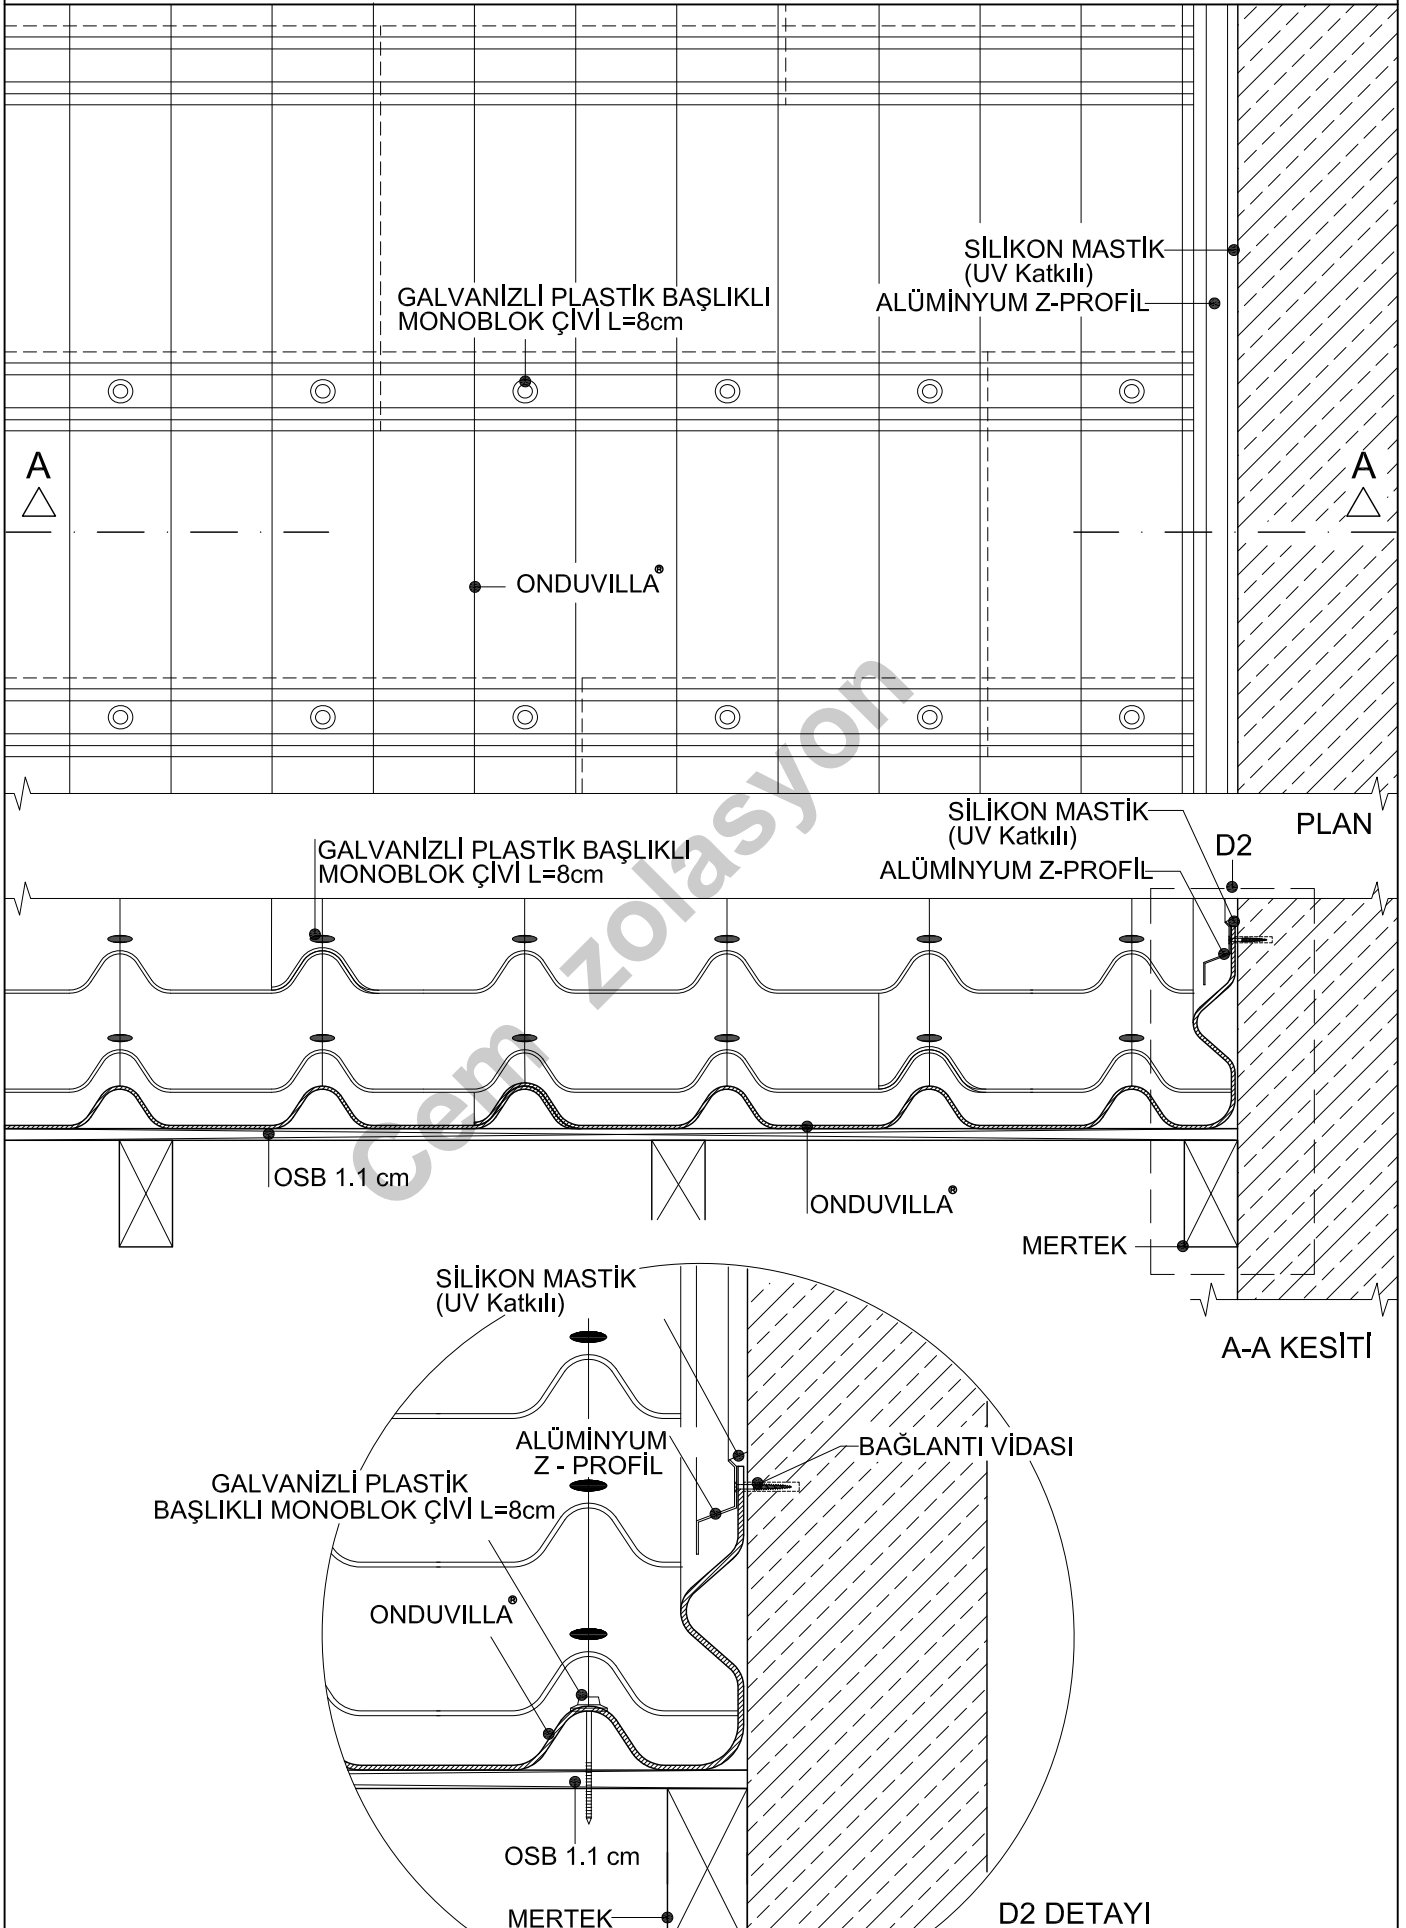 SİLİKON MASTİK
(UV Katkılı)
ALÜMİNYUM Z-PROFİL
GALVANİZLİ PLASTİK BAŞLIKLI
MONOBLOK ÇİVİ L=8cm
A
A
ONDUVILLA®
PLAN
SİLİKON MASTİK
(UV Katkılı)
ALÜMİNYUM Z-PROFİL
D2
GALVANİZLİ PLASTİK BAŞLIKLI
MONOBLOK ÇİVİ L=8cm
Cem zolasyon
OSB 1.1 cm
ONDUVILLA®
MERTEK
A-A KESİTİ
SİLİKON MASTİK
(UV Katkılı)
ALÜMİNYUM
Z - PROFİL
BAĞLANTI VİDASI
GALVANİZLİ PLASTİK
BAŞLIKLI MONOBLOK ÇİVİ L=8cm
ONDUVILLA®
OSB 1.1 cm
MERTEK
D2 DETAYI